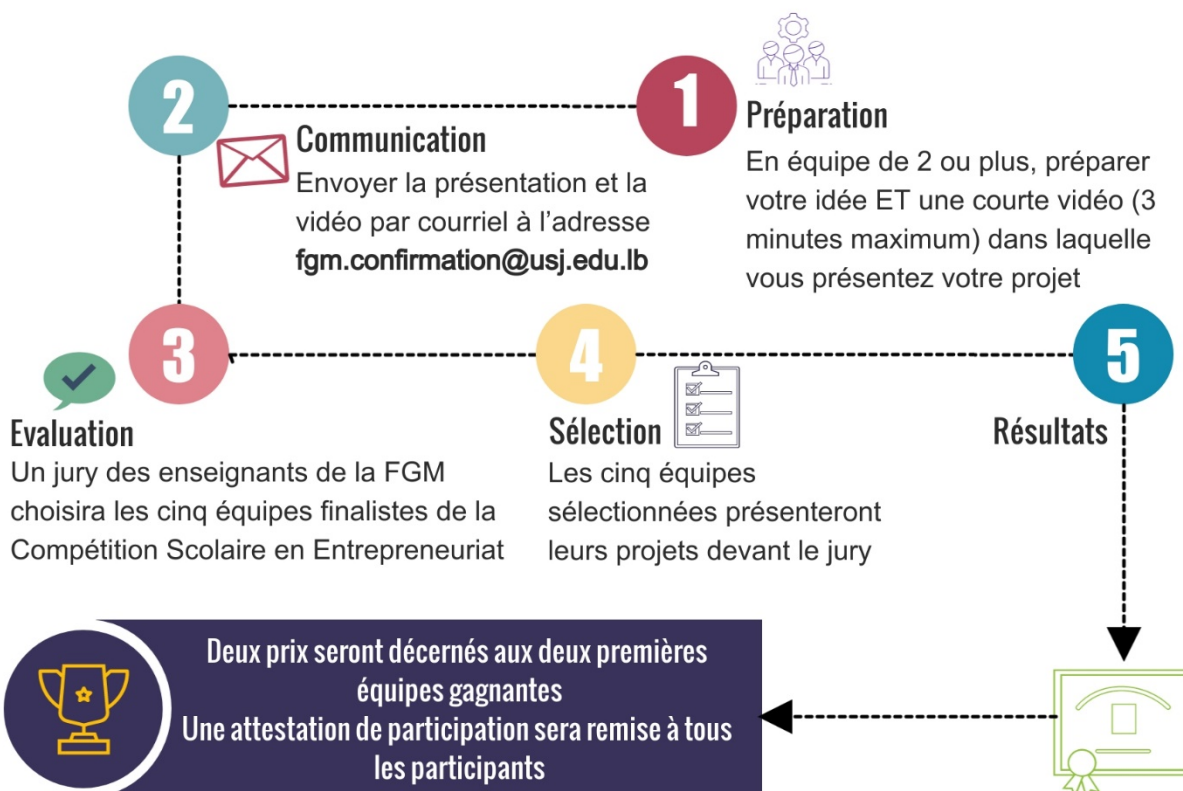 1
Préparation
En équipe de 2 ou plus, préparer
votre idée ET une courte vidéo (3
minutes maximum) dans laquelle
vous présentez votre projet
2
Communication
Envoyer la présentation et la
vidéo par courriel à l’adresse
fgm.confirmation@usj.edu.lb
3
Evaluation
Un jury des enseignants de la FGM
choisira les cinq équipes finalistes de la
Compétition Scolaire en Entrepreneuriat
4
Sélection
Les cinq équipes
sélectionnées présenteront
leurs projets devant le jury
5
Résultats
Deux prix seront décernés aux deux premières
équipes gagnantes
Une attestation de participation sera remise à tous
les participants